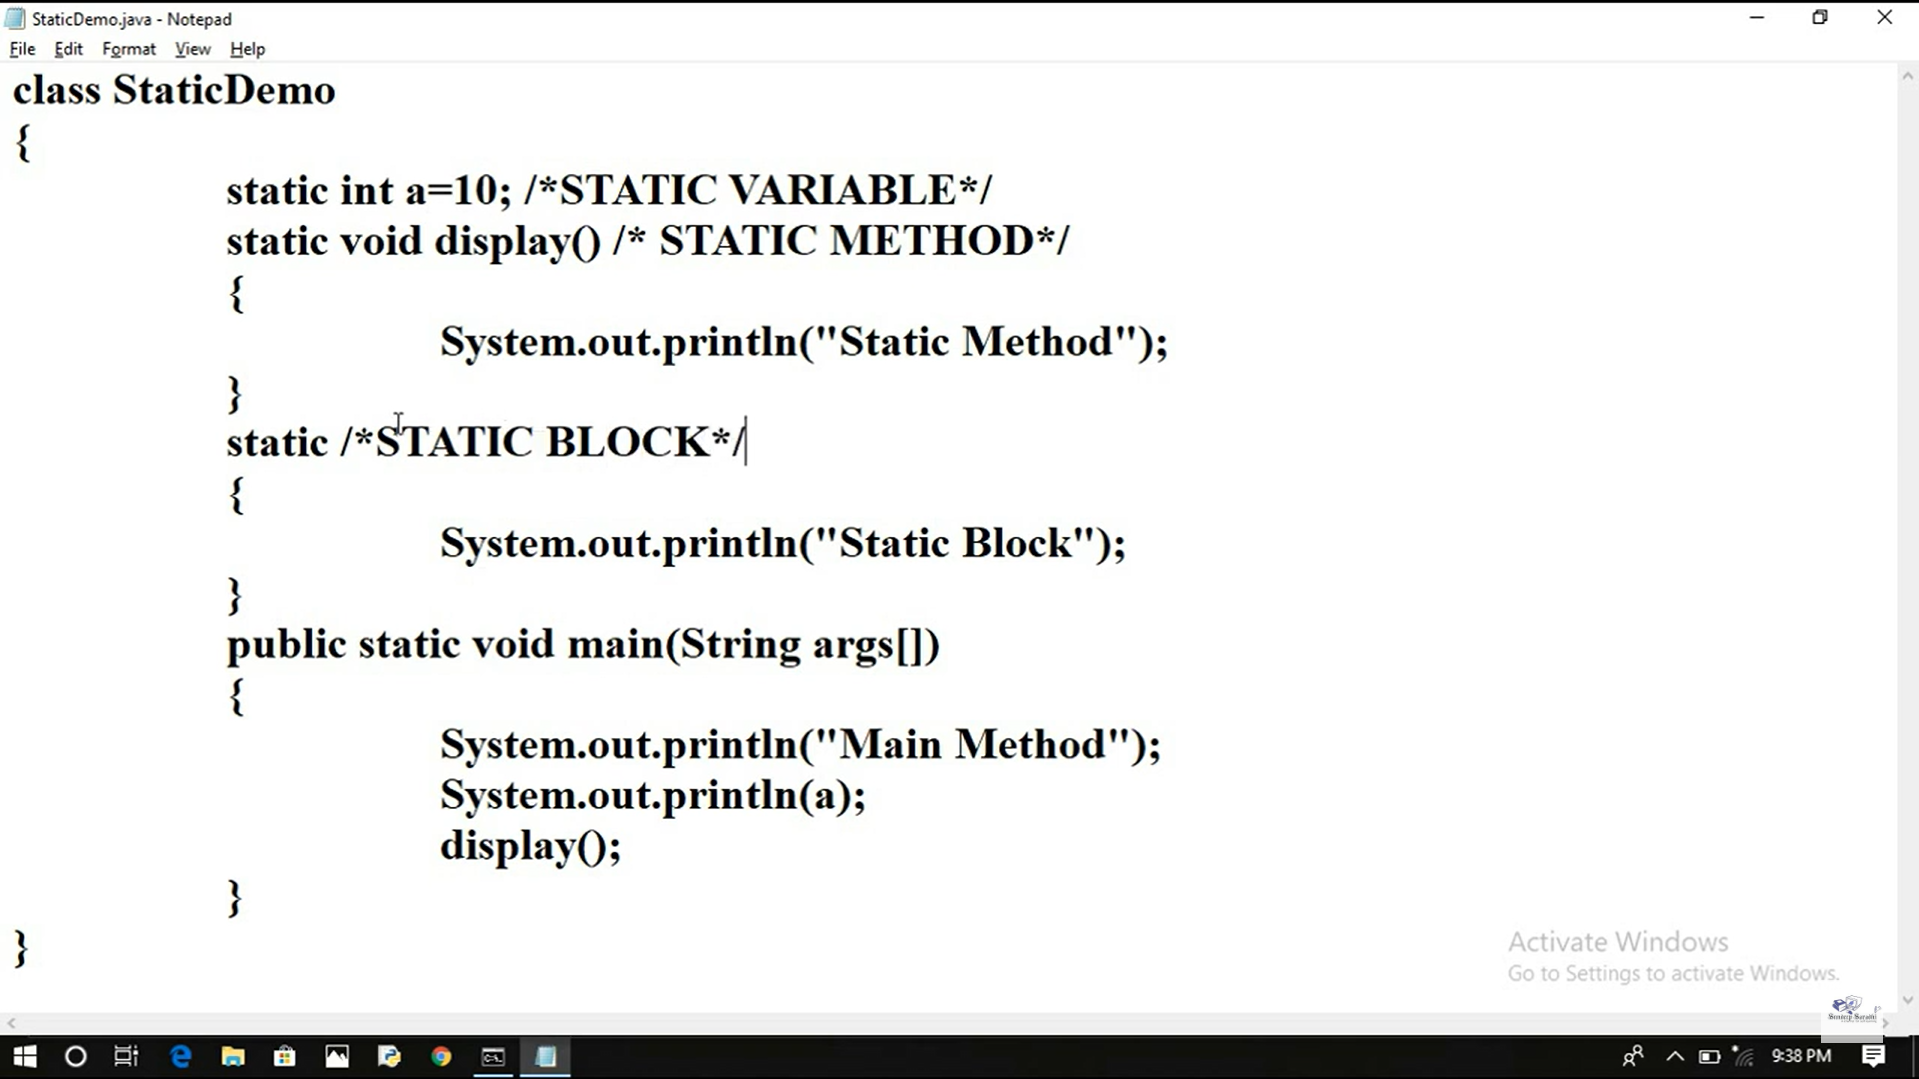 StaticDemo.java - Notepad
File Edit Format View Help
class StaticDemo
{
static int a=10; /*STATIC VARIABLE*/
static void display() /* STATIC METHOD*/
{
System.out.println("Static Method");
}
static /*STATIC BLOCK*/
{
System.out.println("Static Block");
}
public static void main(String args[])
{
System.out.println("Main Method");
System.out.println(a);
display();
}
}
Activate Windows
Go to Settings to activate Windows.
9:38 PM